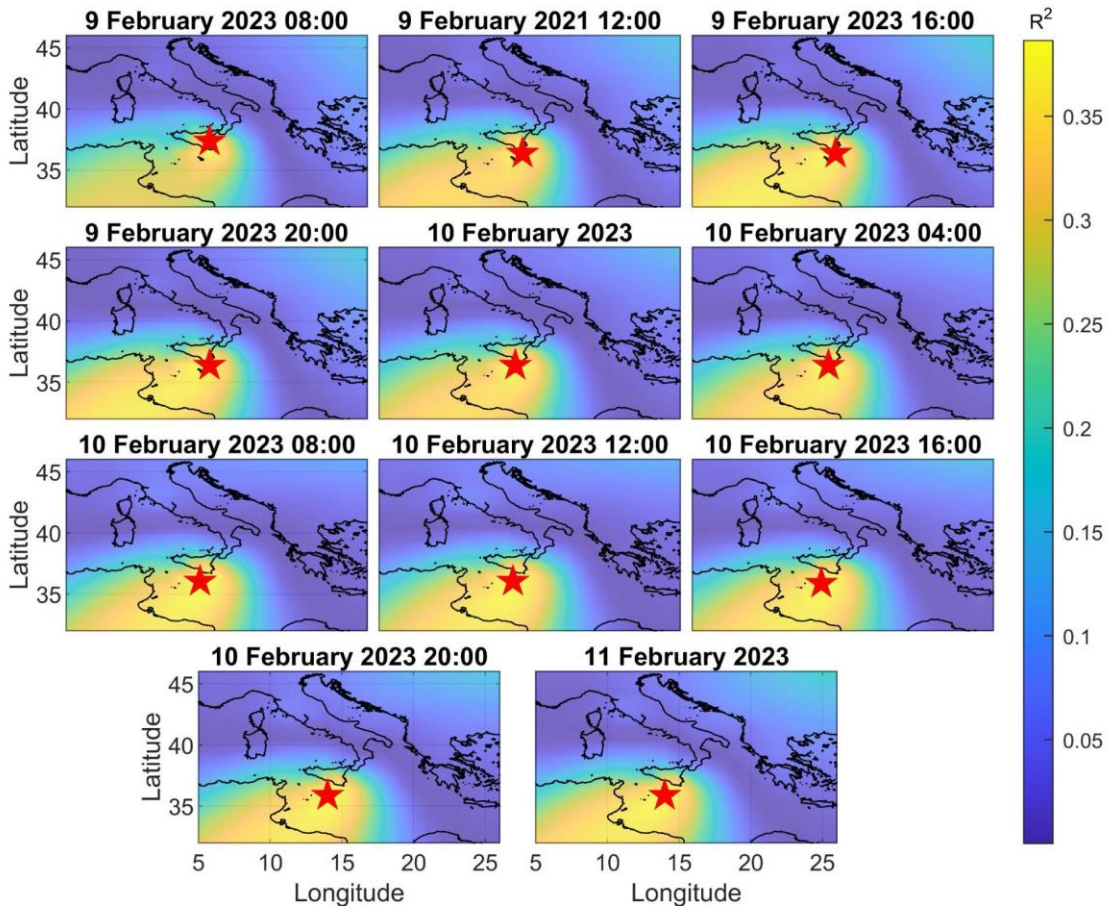 9 February 2023 08:00
9 February 2021 12:00
9 February 2023 16:00
R²
45
40
35
Latitude
9 February 2023 20:00
10 February 2023
10 February 2023 04:00
45
40
35
Latitude
10 February 2023 08:00
10 February 2023 12:00
10 February 2023 16:00
45
40
35
Latitude
10 February 2023 20:00
11 February 2023
45
40
35
Latitude
5 10 15 20 25
5 10 15 20 25
Longitude
Longitude
0.35
0.3
0.25
0.2
0.15
0.1
0.05